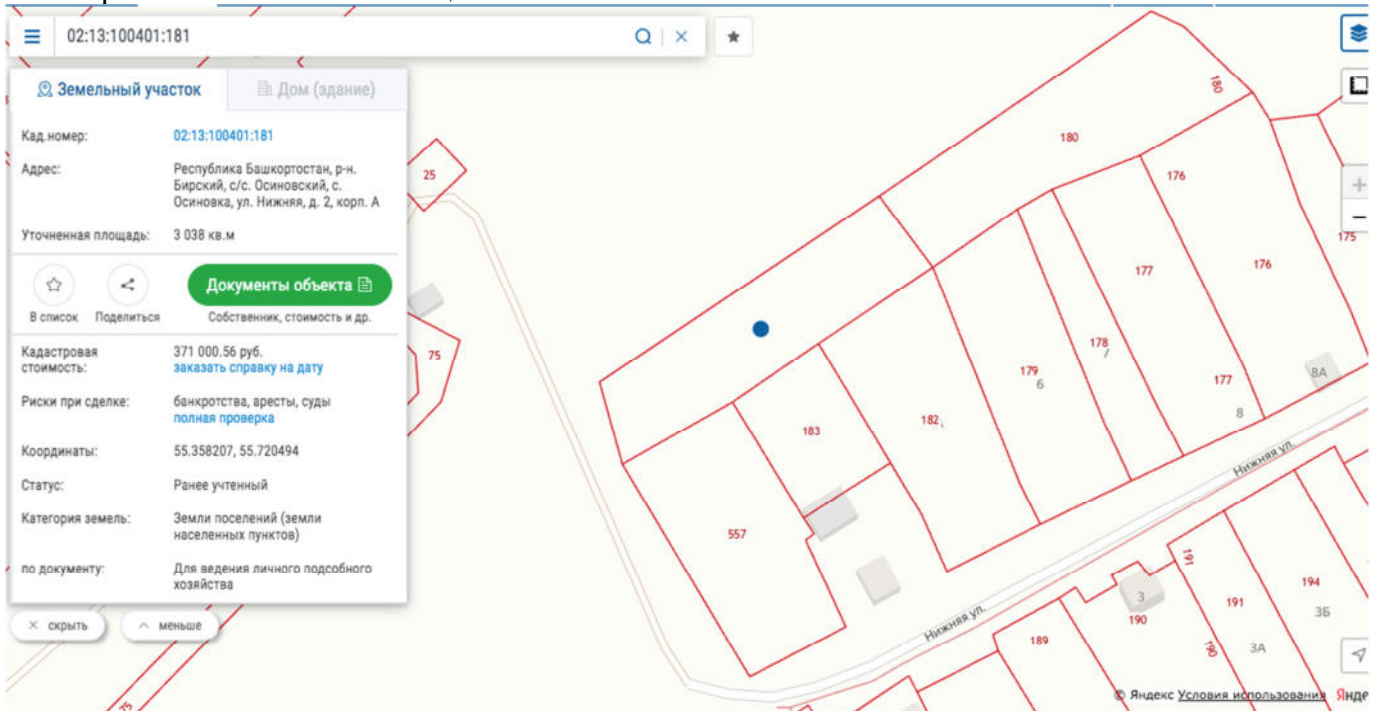 02:13:100401:181
Земельный участок
Дом (здание)
Кад.номер:
02:13:100401:181
Адрес:
Республика Башкортостан, р-н.
Бирский, с/с. Осиновский, с.
Осиновка, ул. Нижняя, д. 2, корп. А
Уточненная площадь:
3 038 кв.м
Документы объекта
В список
Поделиться
Собственник, стоимость и др.
Кадастровая
стоимость:
371 000.56 руб.
заказать справку на дату
Риски при сделке:
банкротства, аресты, суды
полная проверка
Координаты:
55.358207, 55.720494
Статус:
Ранее учтенный
Категория земель:
Земли поселений (земли
населенных пунктов)
по документу:
Для ведения личного подсобного
хозяйства
скрыть
меньше
25
75
75
180
180
176
175
177
176
178
7
179
6
177
8А
8
182
183
557
Нижняя ул.
Нижняя ул.
191
194
3Б
191
3
190
189
190
3А
© Яндекс Условия использования
Янде